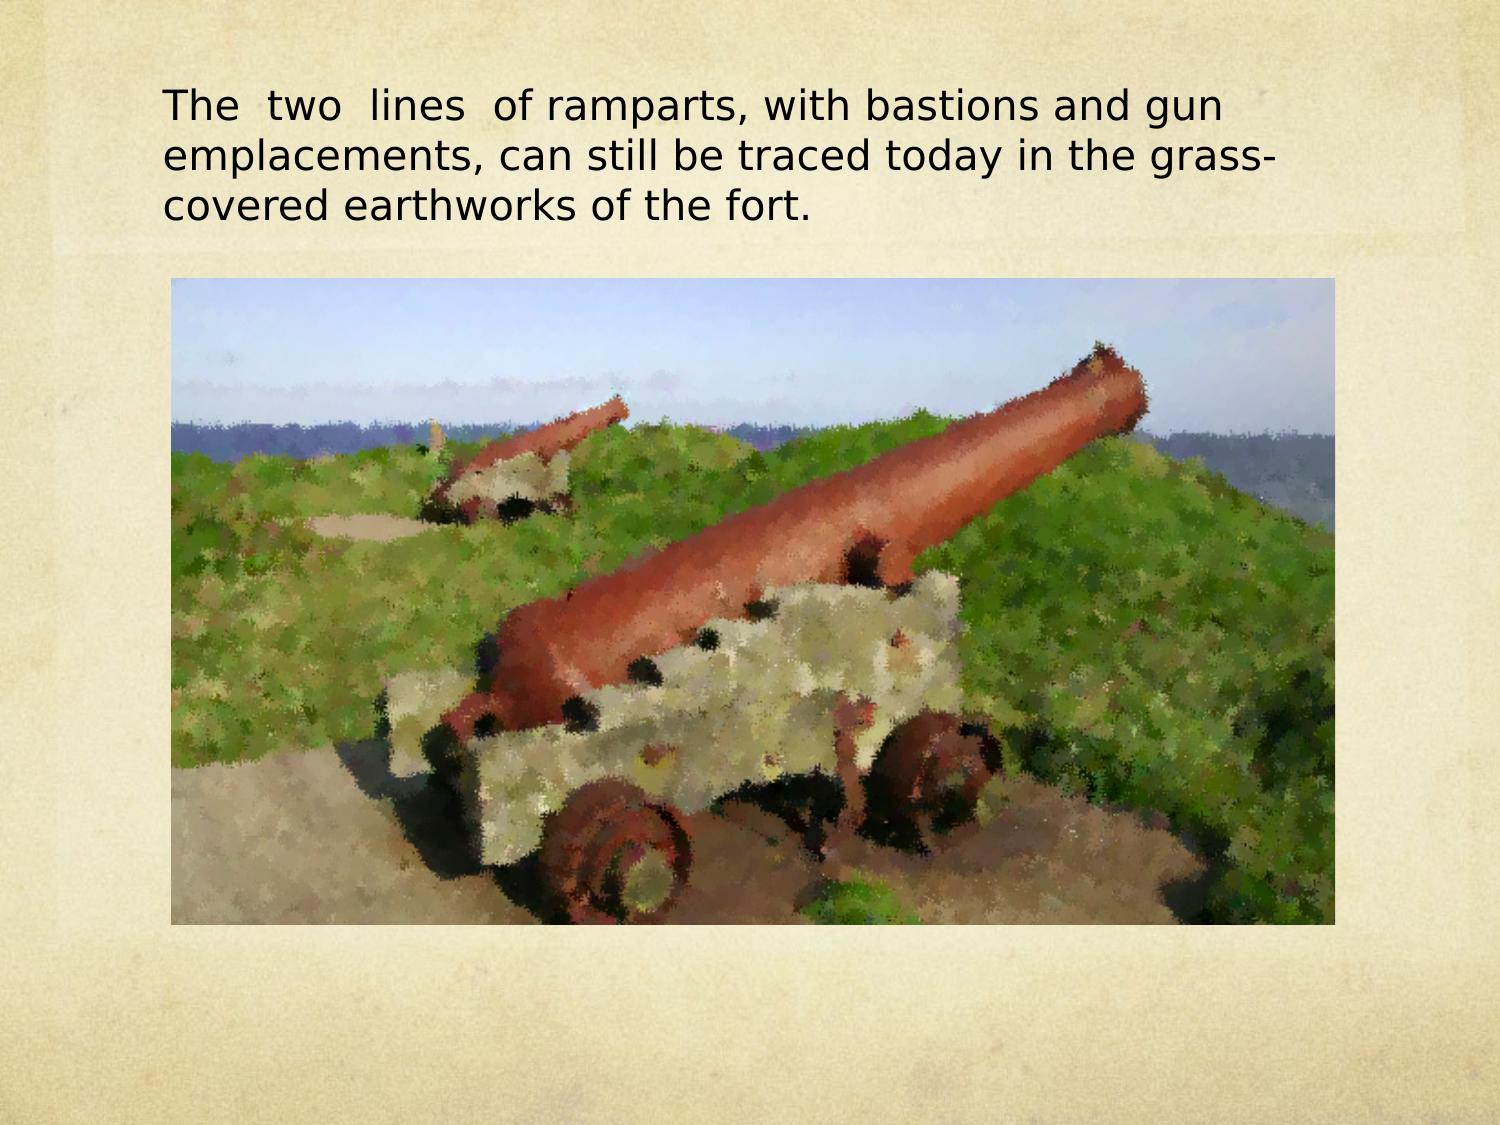 The two lines of ramparts, with bastions and gun
emplacements, can still be traced today in the grass-
covered earthworks of the fort.